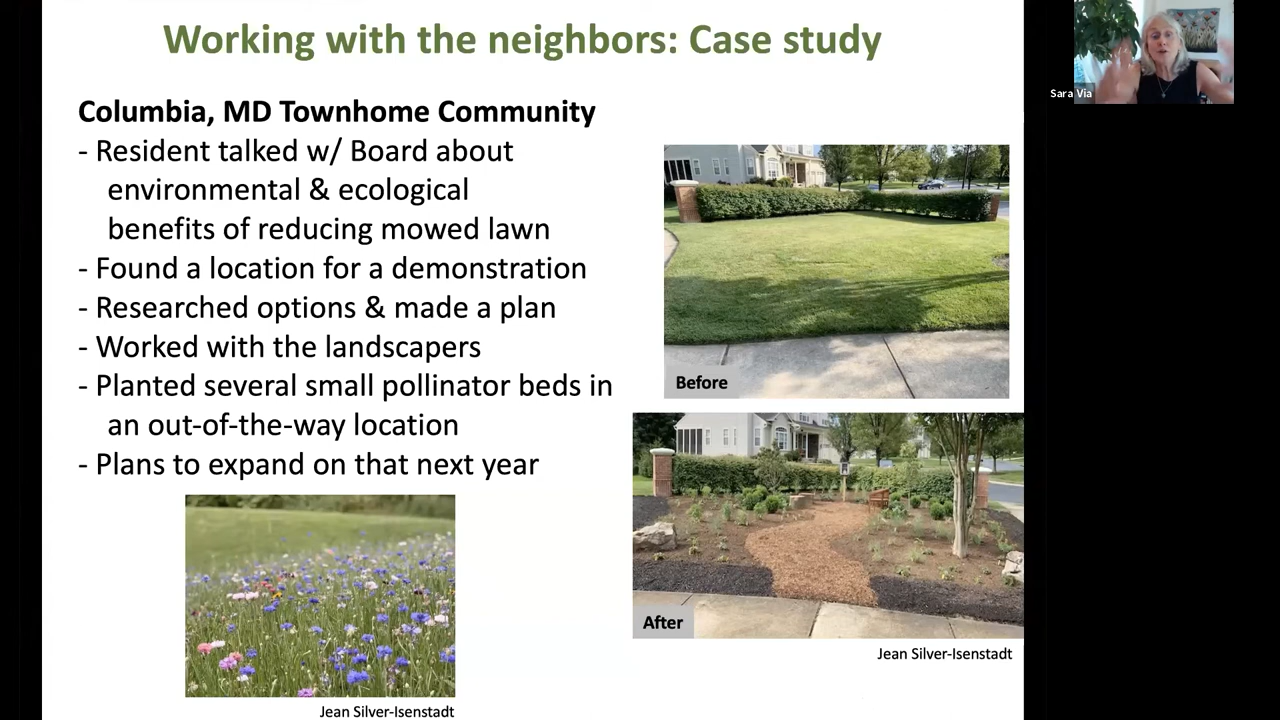 Working with the neighbors: Case study
Sara Via
Columbia, MD Townhome Community
- Resident talked w/ Board about
environmental & ecological
benefits of reducing mowed lawn
- Found a location for a demonstration
- Researched options & made a plan
- Worked with the landscapers
- Planted several small pollinator beds in
an out-of-the-way location
- Plans to expand on that next year
Before
After
Jean Silver-Isenstadt
Jean Silver-Isenstadt